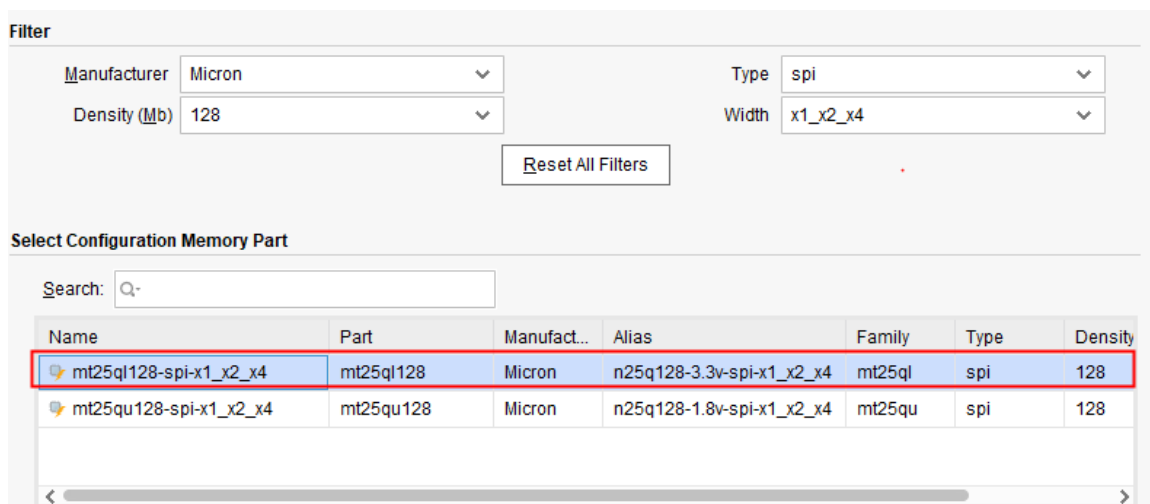 Filter
Manufacturer Micron Type spi
Density (Mb) 128 Width x1_x2_x4
Reset All Filters
Select Configuration Memory Part
Search:
Name Part Manufact... Alias Family Type Density
mt25ql128-spi-x1_x2_x4 mt25ql128 Micron n25q128-3.3v-spi-x1_x2_x4 mt25ql spi 128
mt25qu128-spi-x1_x2_x4 mt25qu128 Micron n25q128-1.8v-spi-x1_x2_x4 mt25qu spi 128